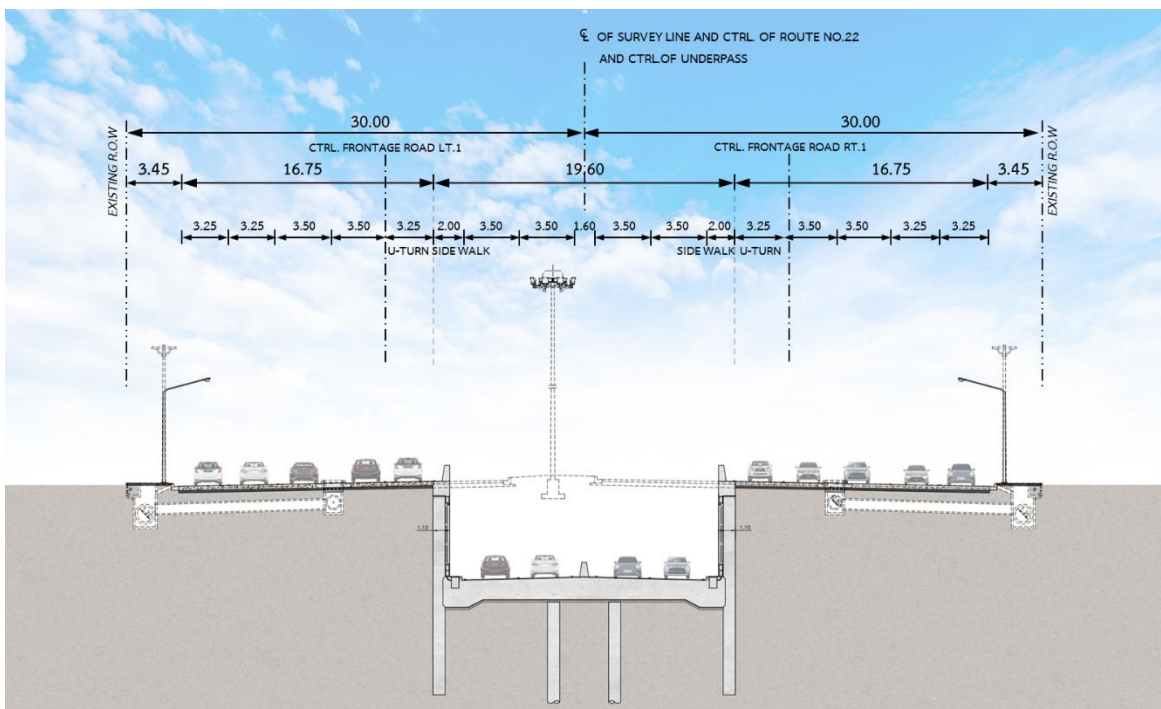 ℄ OF SURVEY LINE AND CTRL. OF ROUTE NO.22
AND CTRL.OF UNDERPASS
30.00 30.00
EXISTING R.O.W
CTRL. FRONTAGE ROAD LT.1 CTRL. FRONTAGE ROAD RT.1
EXISTING R.O.W
3.45 16.75 19.60 16.75 3.45
3.25 3.25 3.50 3.50 3.25 2.00 3.50 3.50 1.60 3.50 3.50 2.00 3.25 3.50 3.50 3.25 3.25
U-TURN SIDE WALK SIDE WALK U-TURN
1.10 1.10